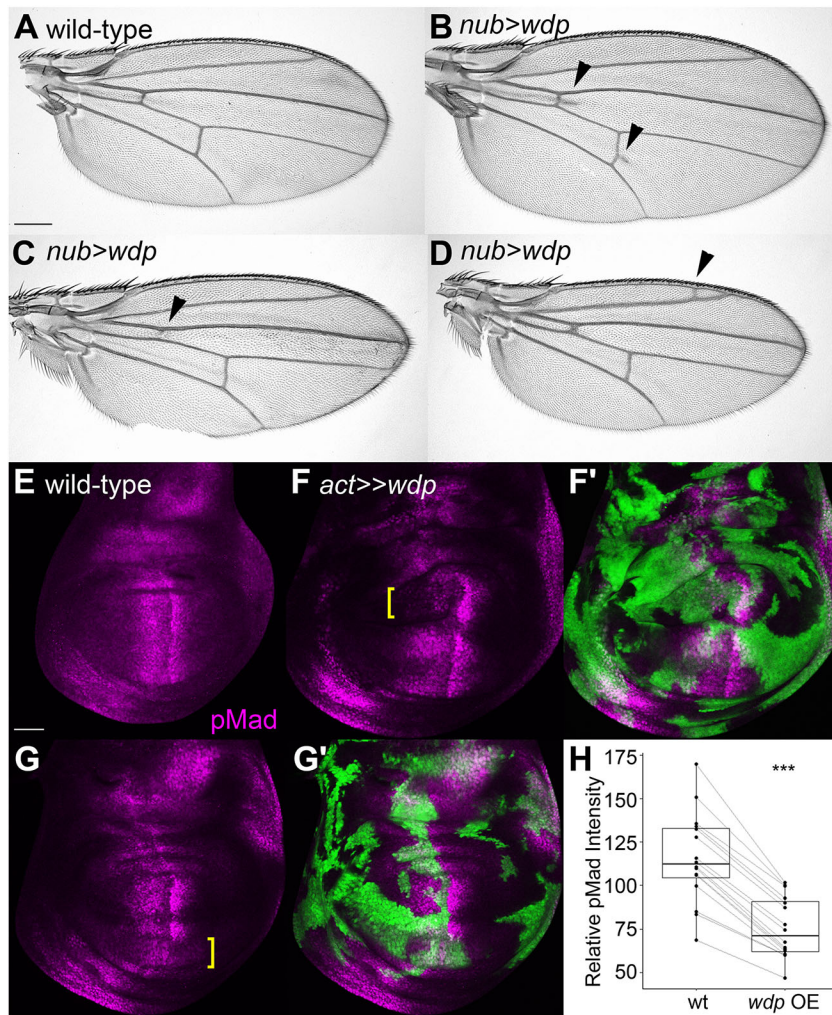 A wild-type
B nub>wdp
C nub>wdp
D nub>wdp
E wild-type
F act>>wdp
F'
pMad
G
G'
H
***
Relative pMad Intensity
175
150
125
100
75
50
wt
wdp OE